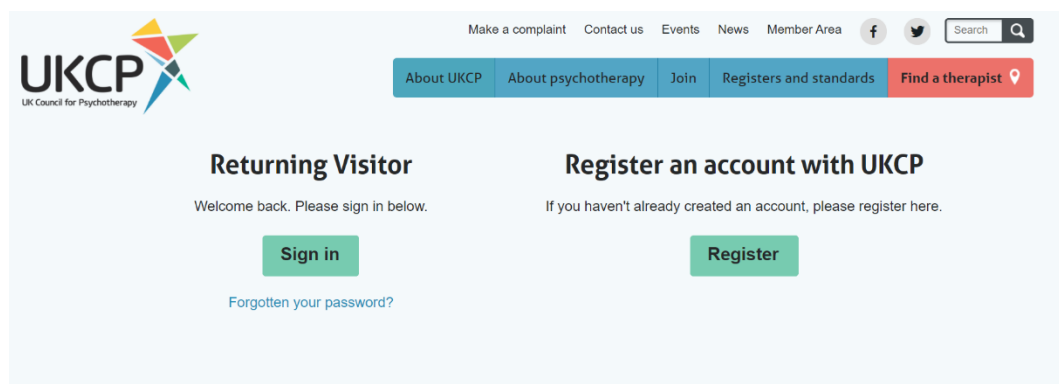 Make a complaint Contact us Events News Member Area f Search
UKCP
UK Council for Psychotherapy
About UKCP About psychotherapy Join Registers and standards Find a therapist
Returning Visitor
Welcome back. Please sign in below.
Sign in
Forgotten your password?
Register an account with UKCP
If you haven't already created an account, please register here.
Register